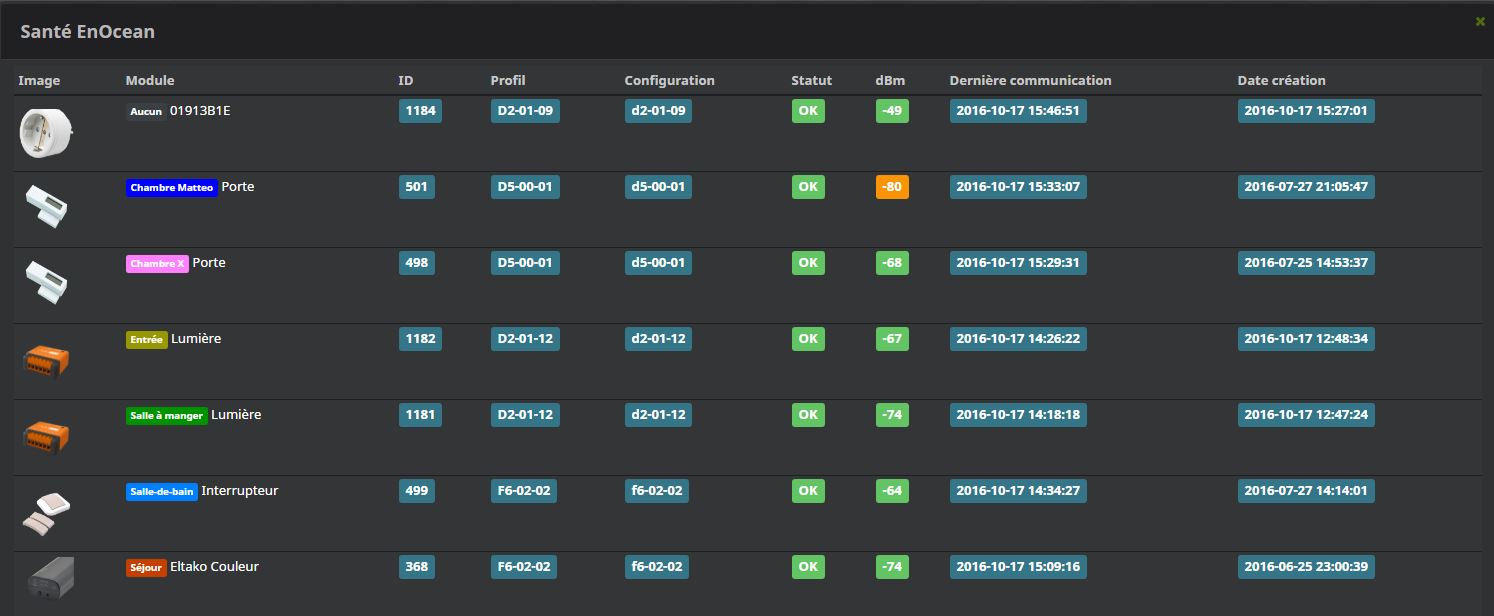 Santé EnOcean
Image Module ID Profil Configuration Statut dBm Dernière communication Date création
Aucun 01913B1E 1184 D2-01-09 d2-01-09 OK -49 2016-10-17 15:46:51 2016-10-17 15:27:01
Chambre Matteo Porte 501 D5-00-01 d5-00-01 OK -80 2016-10-17 15:33:07 2016-07-27 21:05:47
Chambre X Porte 498 D5-00-01 d5-00-01 OK -68 2016-10-17 15:29:31 2016-07-25 14:53:37
Entrée Lumière 1182 D2-01-12 d2-01-12 OK -67 2016-10-17 14:26:22 2016-10-17 12:48:34
Salle à manger Lumière 1181 D2-01-12 d2-01-12 OK -74 2016-10-17 14:18:18 2016-10-17 12:47:24
Salle-de-bain Interrupteur 499 F6-02-02 f6-02-02 OK -64 2016-10-17 14:34:27 2016-07-27 14:14:01
Séjour Eltako Couleur 368 F6-02-02 f6-02-02 OK -74 2016-10-17 15:09:16 2016-06-25 23:00:39